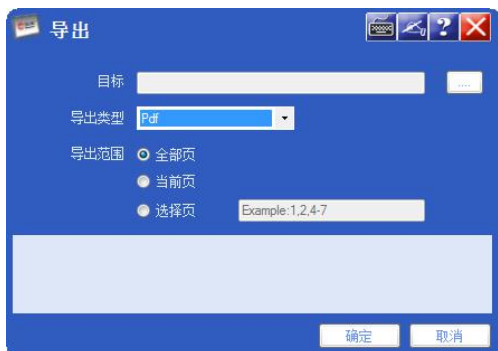 导出
目标
....
导出类型 Pdf
导出范围 全部页
当前页
选择页 Example:1,2,4-7
确定 取消